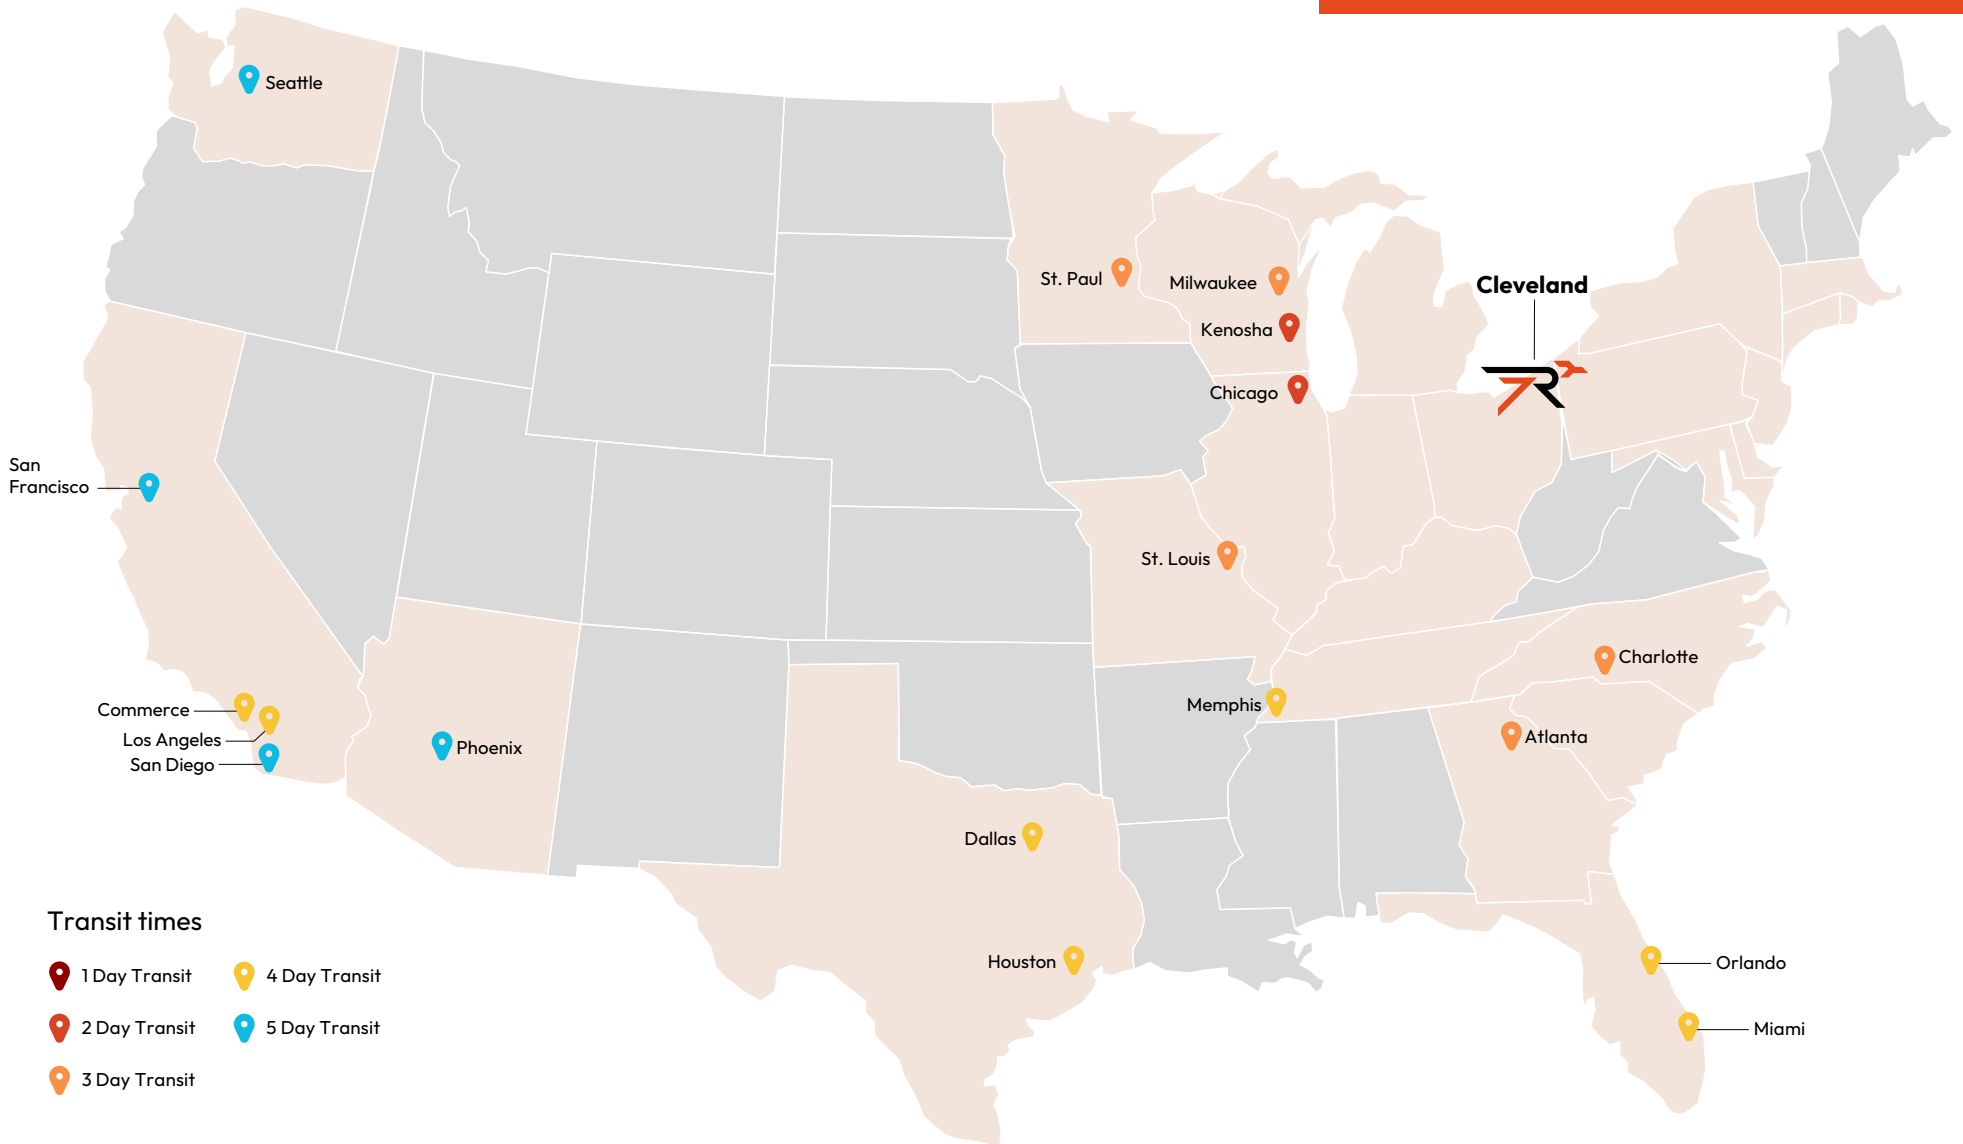 Seattle
St. Paul
Milwaukee
Cleveland
Kenosha
Chicago
San
Francisco
St. Louis
Charlotte
Memphis
Commerce
Los Angeles
San Diego
Phoenix
Atlanta
Dallas
Houston
Orlando
Miami
Transit times
1 Day Transit
4 Day Transit
2 Day Transit
5 Day Transit
3 Day Transit